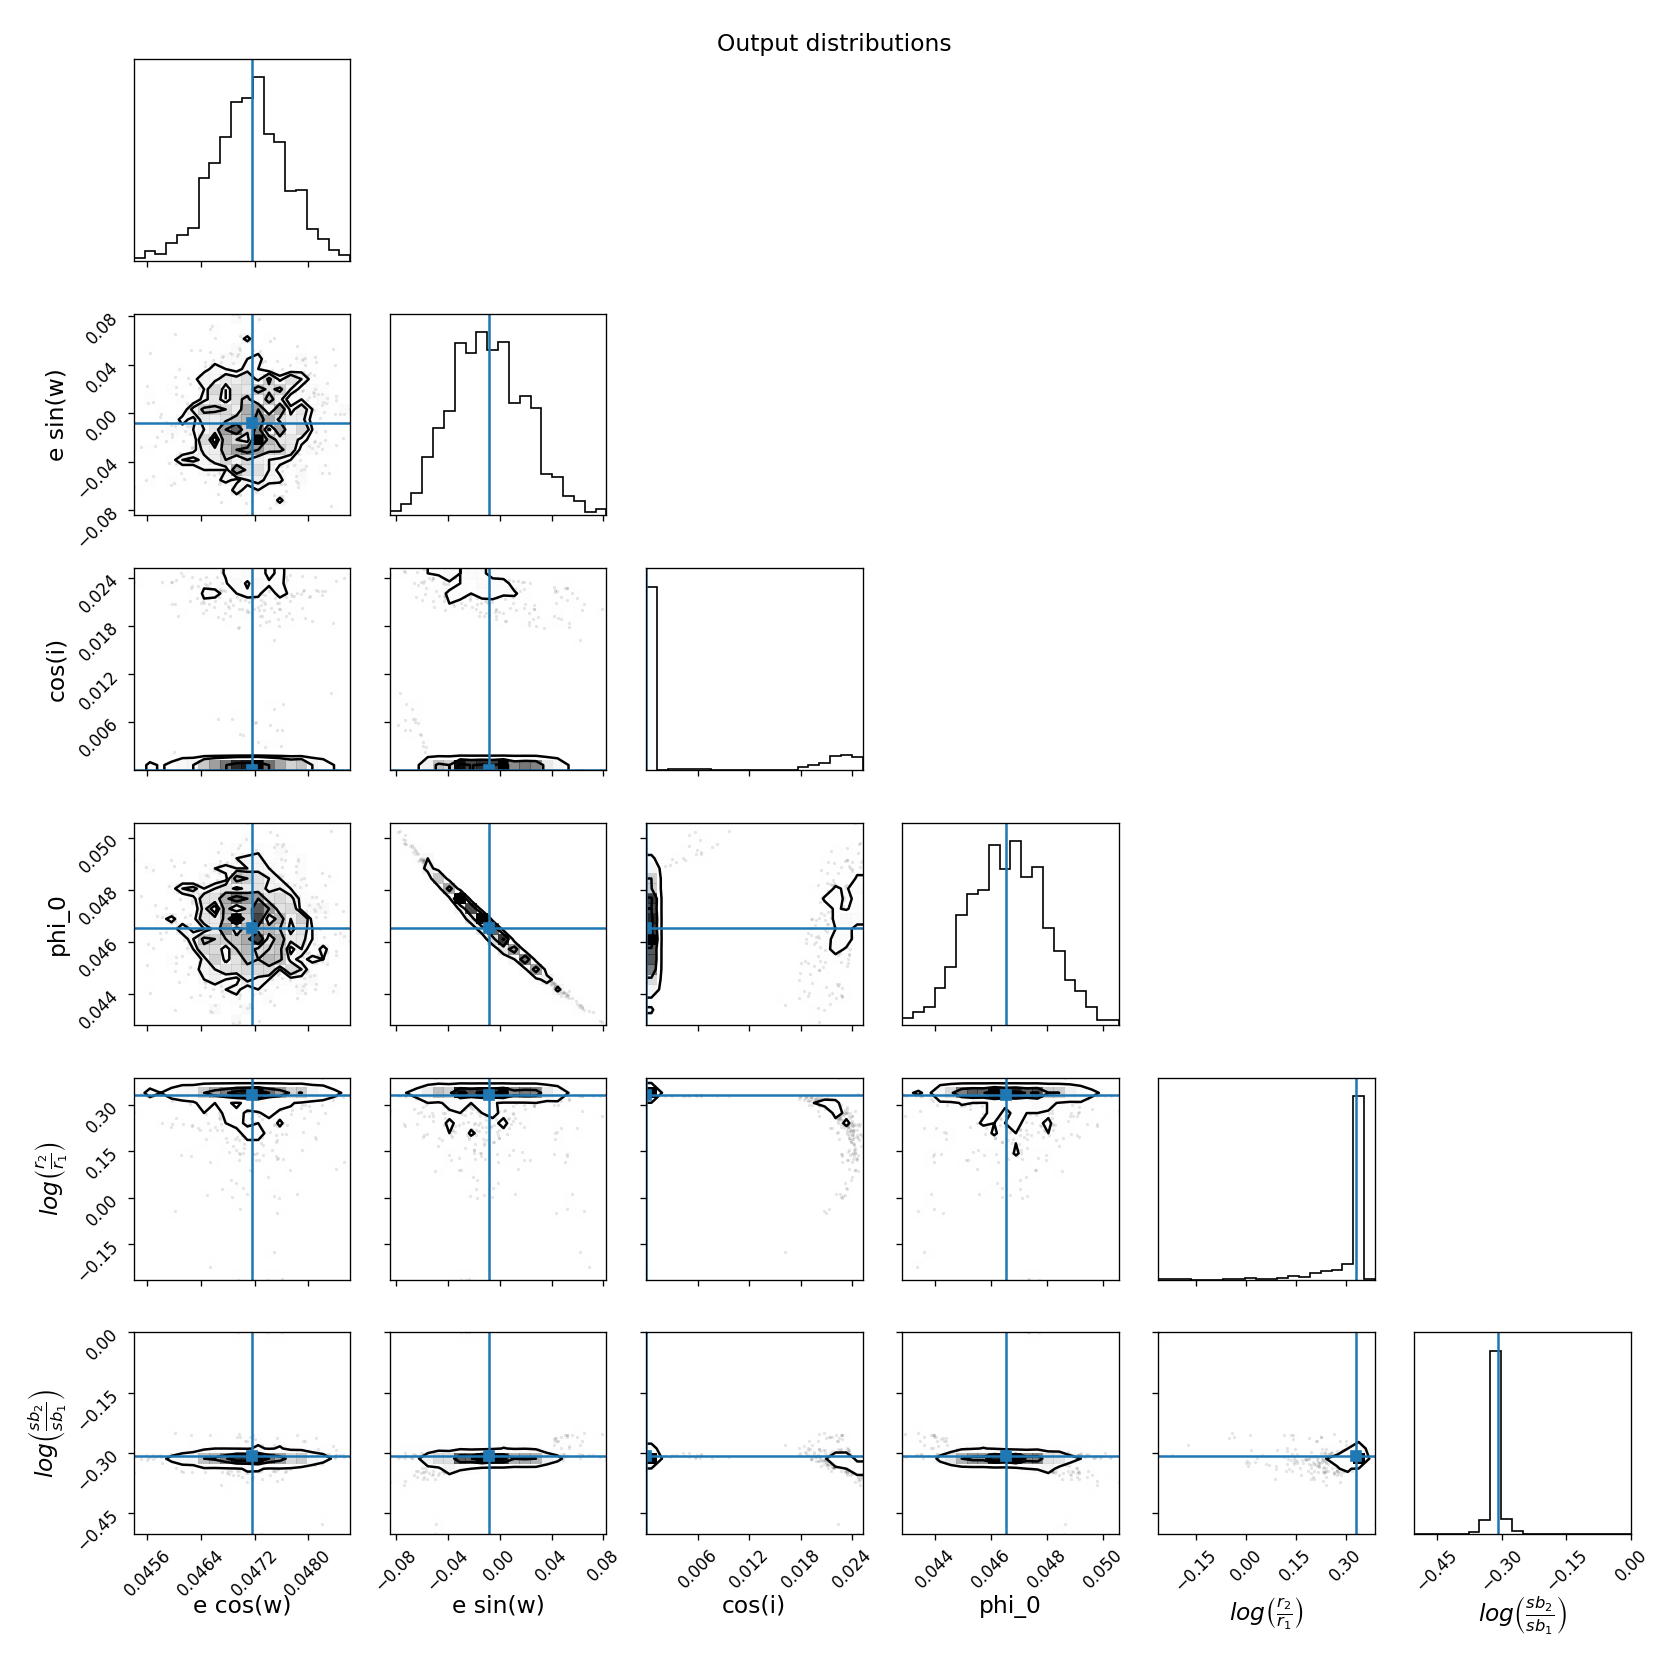 Output distributions
e sin(w)
0.08
0.04
0.00
−0.04
−0.08
cos(i)
0.024
0.018
0.012
0.006
phi_0
0.050
0.048
0.046
0.044
log(r2/r1)
0.30
0.15
0.00
−0.15
log(sb2/sb1)
0.00
−0.15
−0.30
−0.45
0.0456 0.0464 0.0472 0.0480
−0.08 −0.04 0.00 0.04 0.08
0.006 0.012 0.018 0.024
0.044 0.046 0.048 0.050
−0.15 0.00 0.15 0.30
−0.45 −0.30 −0.15 0.00
e cos(w) e sin(w) cos(i) phi_0 log(r2/r1) log(sb2/sb1)